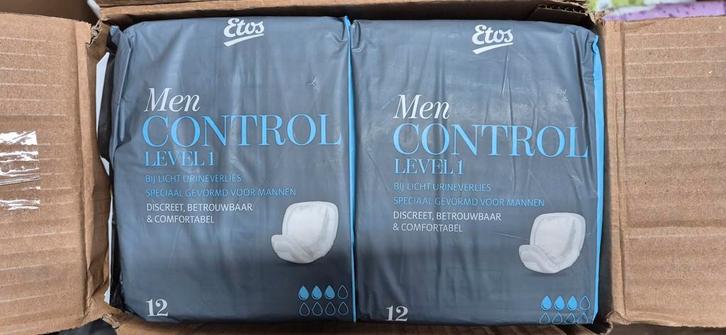 Etos
Men
CONTROL
LEVEL 1
BIJ LICHT URINEVERLIES
SPECIAAL GEVORMD VOOR MANNEN
DISCREET, BETROUWBAAR
& COMFORTABEL
12
Etos
Men
CONTROL
LEVEL 1
BIJ LICHT URINEVERLIES
SPECIAAL GEVORMD VOOR MANNEN
DISCREET, BETROUWBAAR
& COMFORTABEL
12